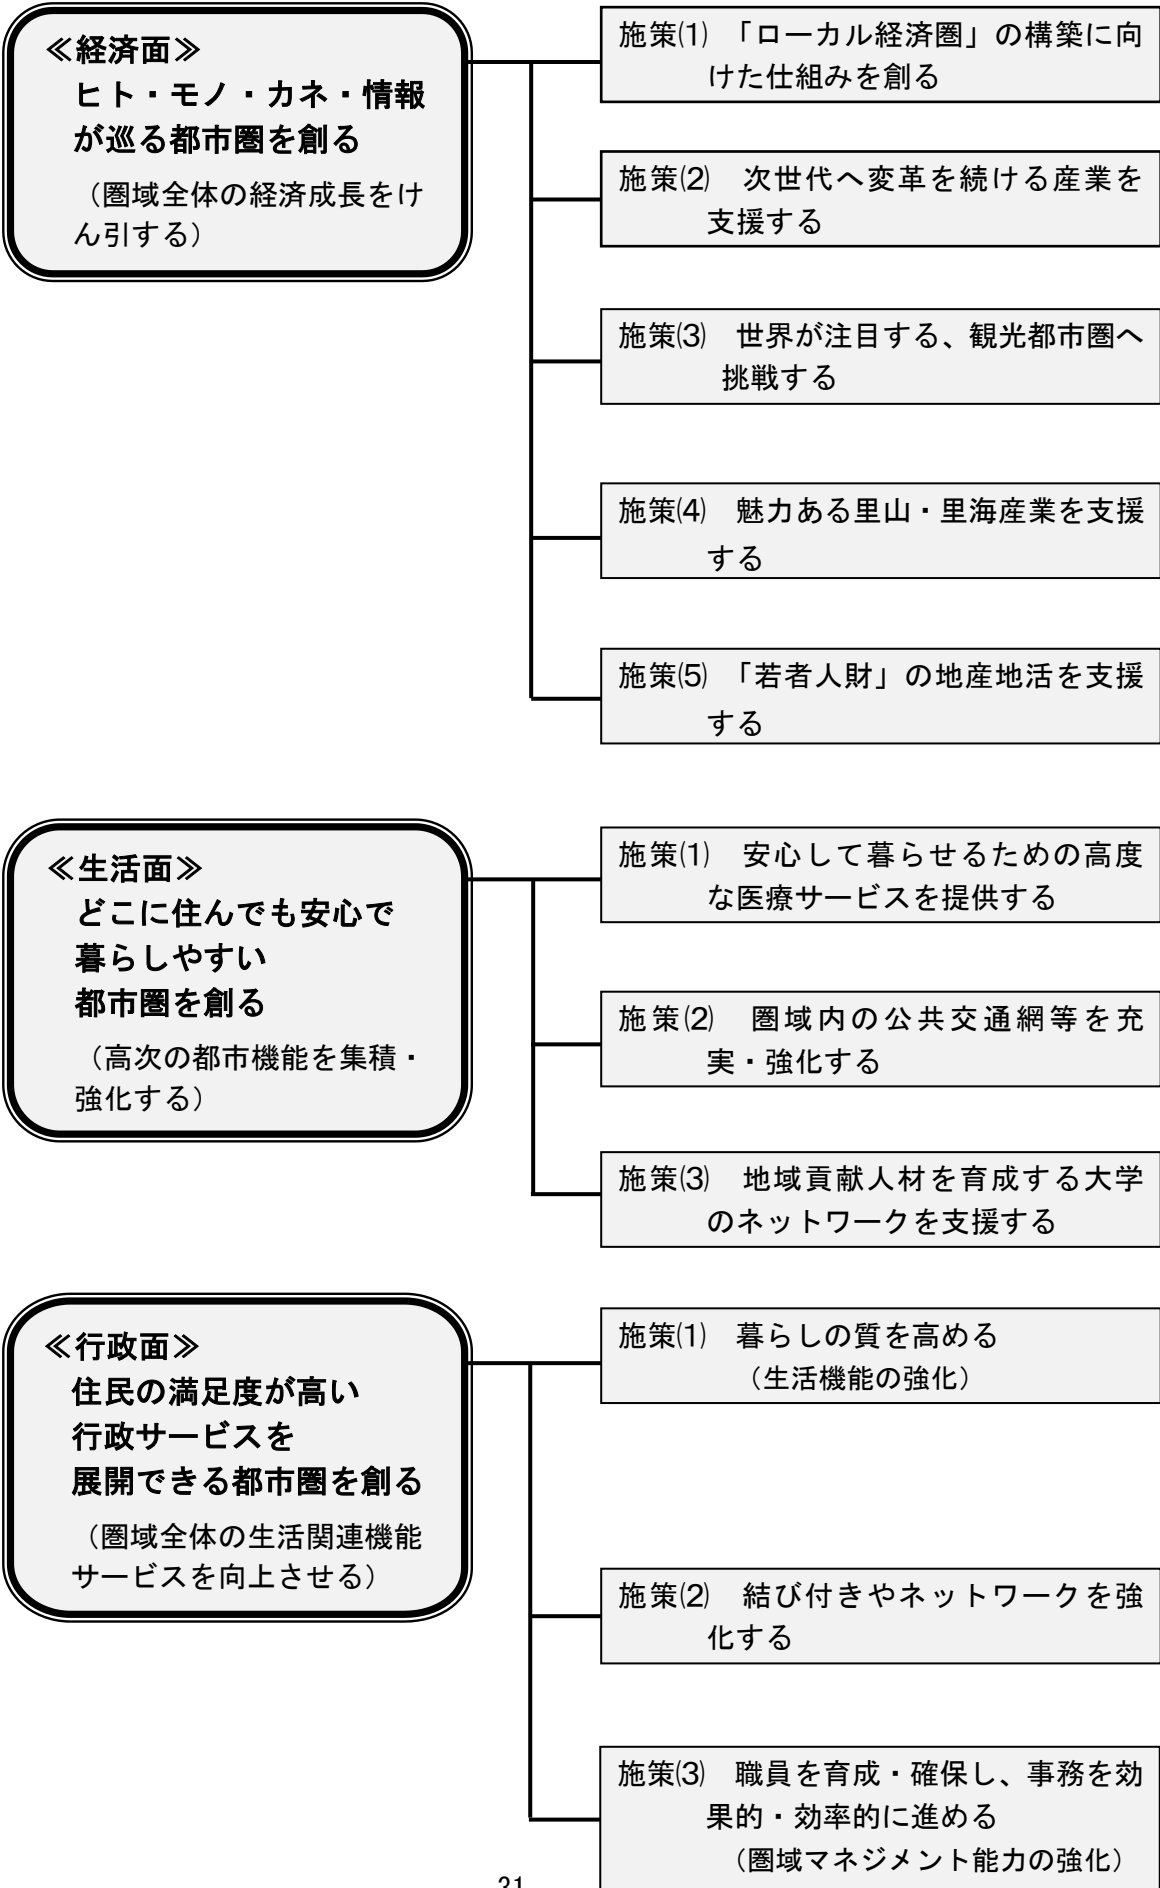 ≪経済面≫
ヒト・モノ・カネ・情報
が巡る都市圏を創る
（圏域全体の経済成長をけ
ん引する）
施策⑴　「ローカル経済圏」の構築に向
けた仕組みを創る
施策⑵　次世代へ変革を続ける産業を
支援する
施策⑶　世界が注目する、観光都市圏へ
挑戦する
施策⑷　魅力ある里山・里海産業を支援
する
施策⑸　「若者人財」の地産地活を支援
する
≪生活面≫
どこに住んでも安心で
暮らしやすい
都市圏を創る
（高次の都市機能を集積・
強化する）
施策⑴　安心して暮らせるための高度
な医療サービスを提供する
施策⑵　圏域内の公共交通網等を充
実・強化する
施策⑶　地域貢献人材を育成する大学
のネットワークを支援する
≪行政面≫
住民の満足度が高い
行政サービスを
展開できる都市圏を創る
（圏域全体の生活関連機能
サービスを向上させる）
施策⑴　暮らしの質を高める
（生活機能の強化）
施策⑵　結び付きやネットワークを強
化する
施策⑶　職員を育成・確保し、事務を効
果的・効率的に進める
（圏域マネジメント能力の強化）
31